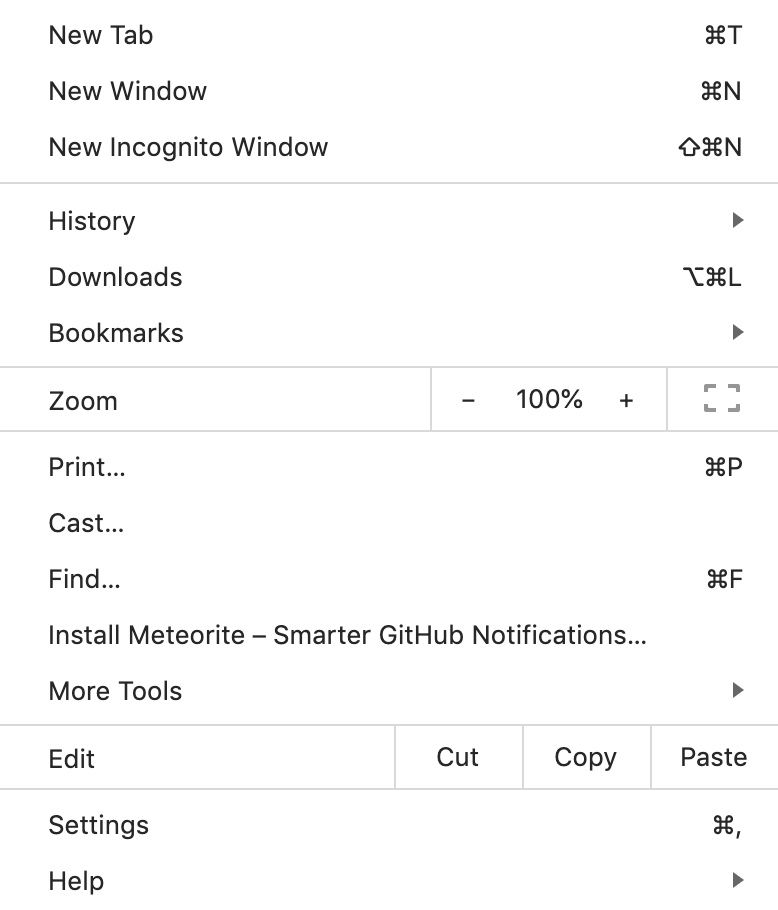 New Tab ⌘T
New Window ⌘N
New Incognito Window ⇧⌘N
History
Downloads ⌥⌘L
Bookmarks
Zoom − 100% +
Print... ⌘P
Cast...
Find... ⌘F
Install Meteorite – Smarter GitHub Notifications...
More Tools
Edit Cut Copy Paste
Settings ⌘,
Help